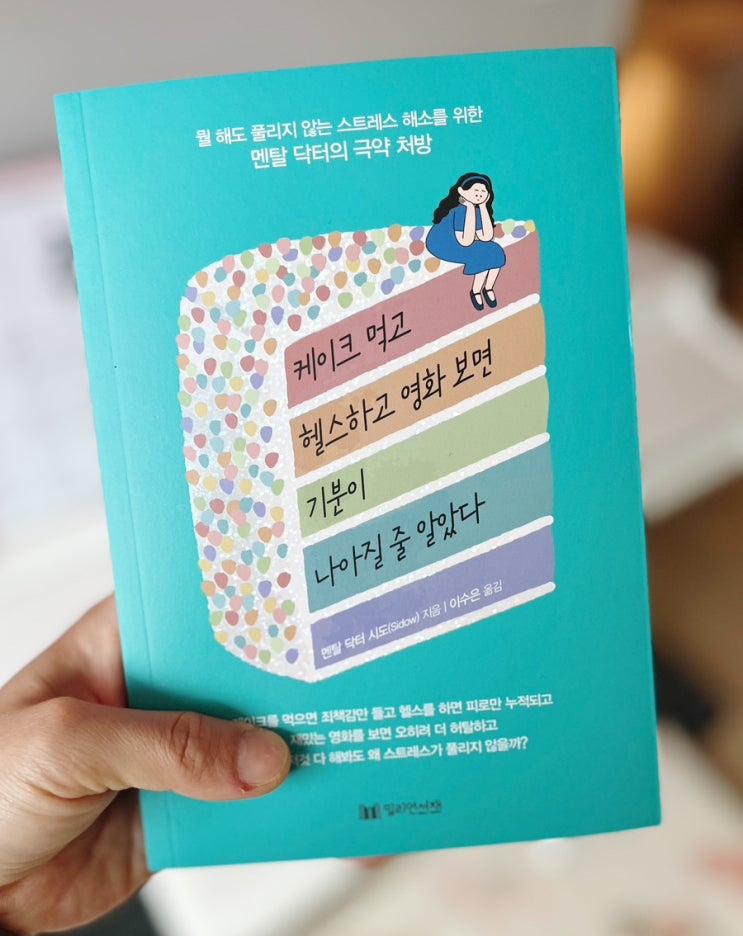 뭘 해도 풀리지 않는 스트레스 해소를 위한
멘탈 닥터의 극약 처방
케이크 먹고
헬스하고 영화 보면
기분이
나아질 줄 알았다
멘탈 닥터 시도(Sidow) 지음 | 이수은 옮김
먹으면 죄책감만 들고 헬스를 하면 피로만 누적되고
재밌는 영화를 보면 오히려 더 허탈하고
다 해봐도 왜 스트레스가 풀리지 않을까?
밀리언서재